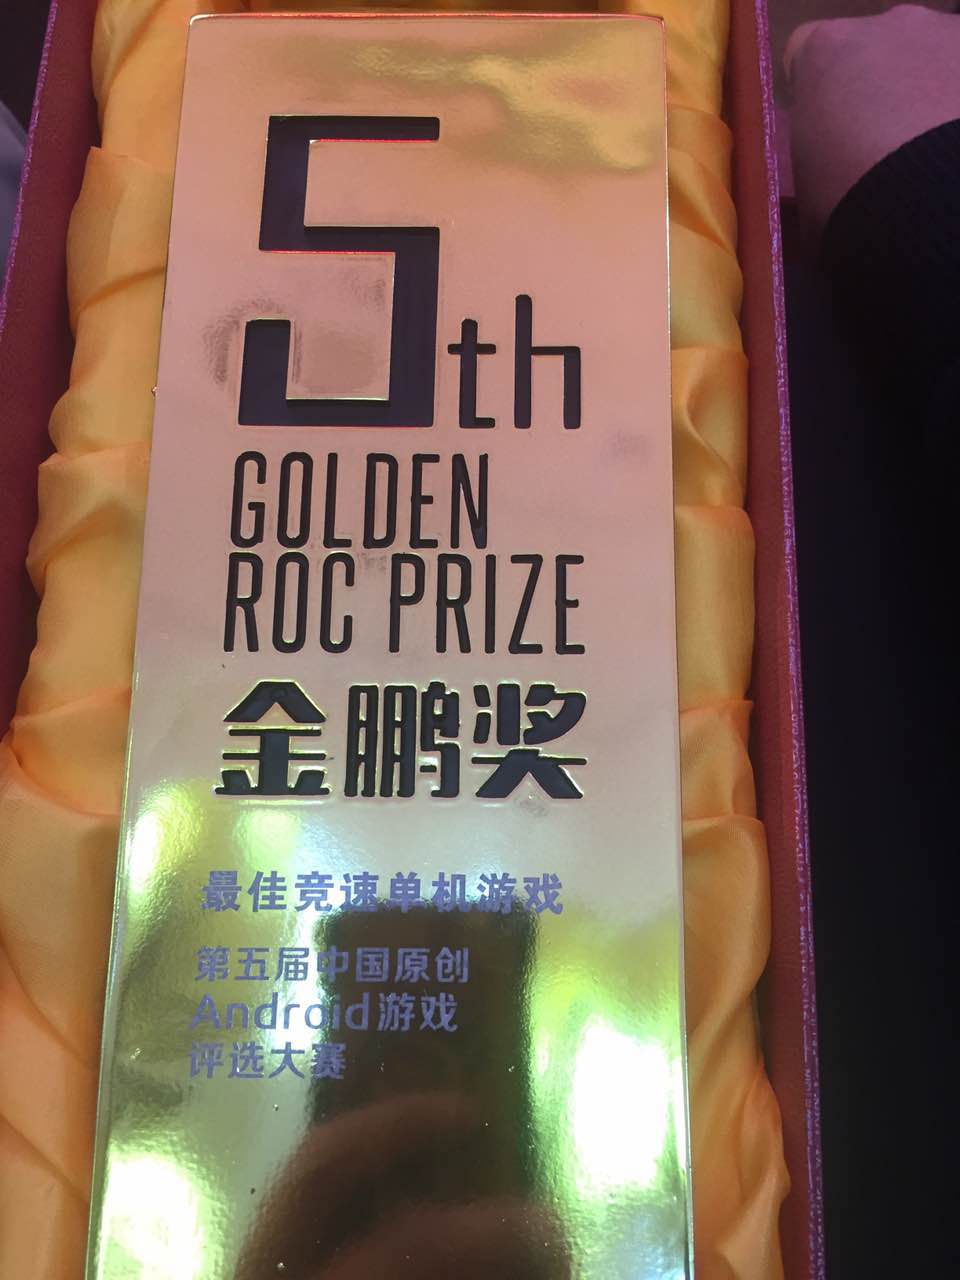 5th
GOLDEN
ROC PRIZE
金鹏奖
最佳竞速单机游戏
第五届中国原创
Android游戏
评选大赛